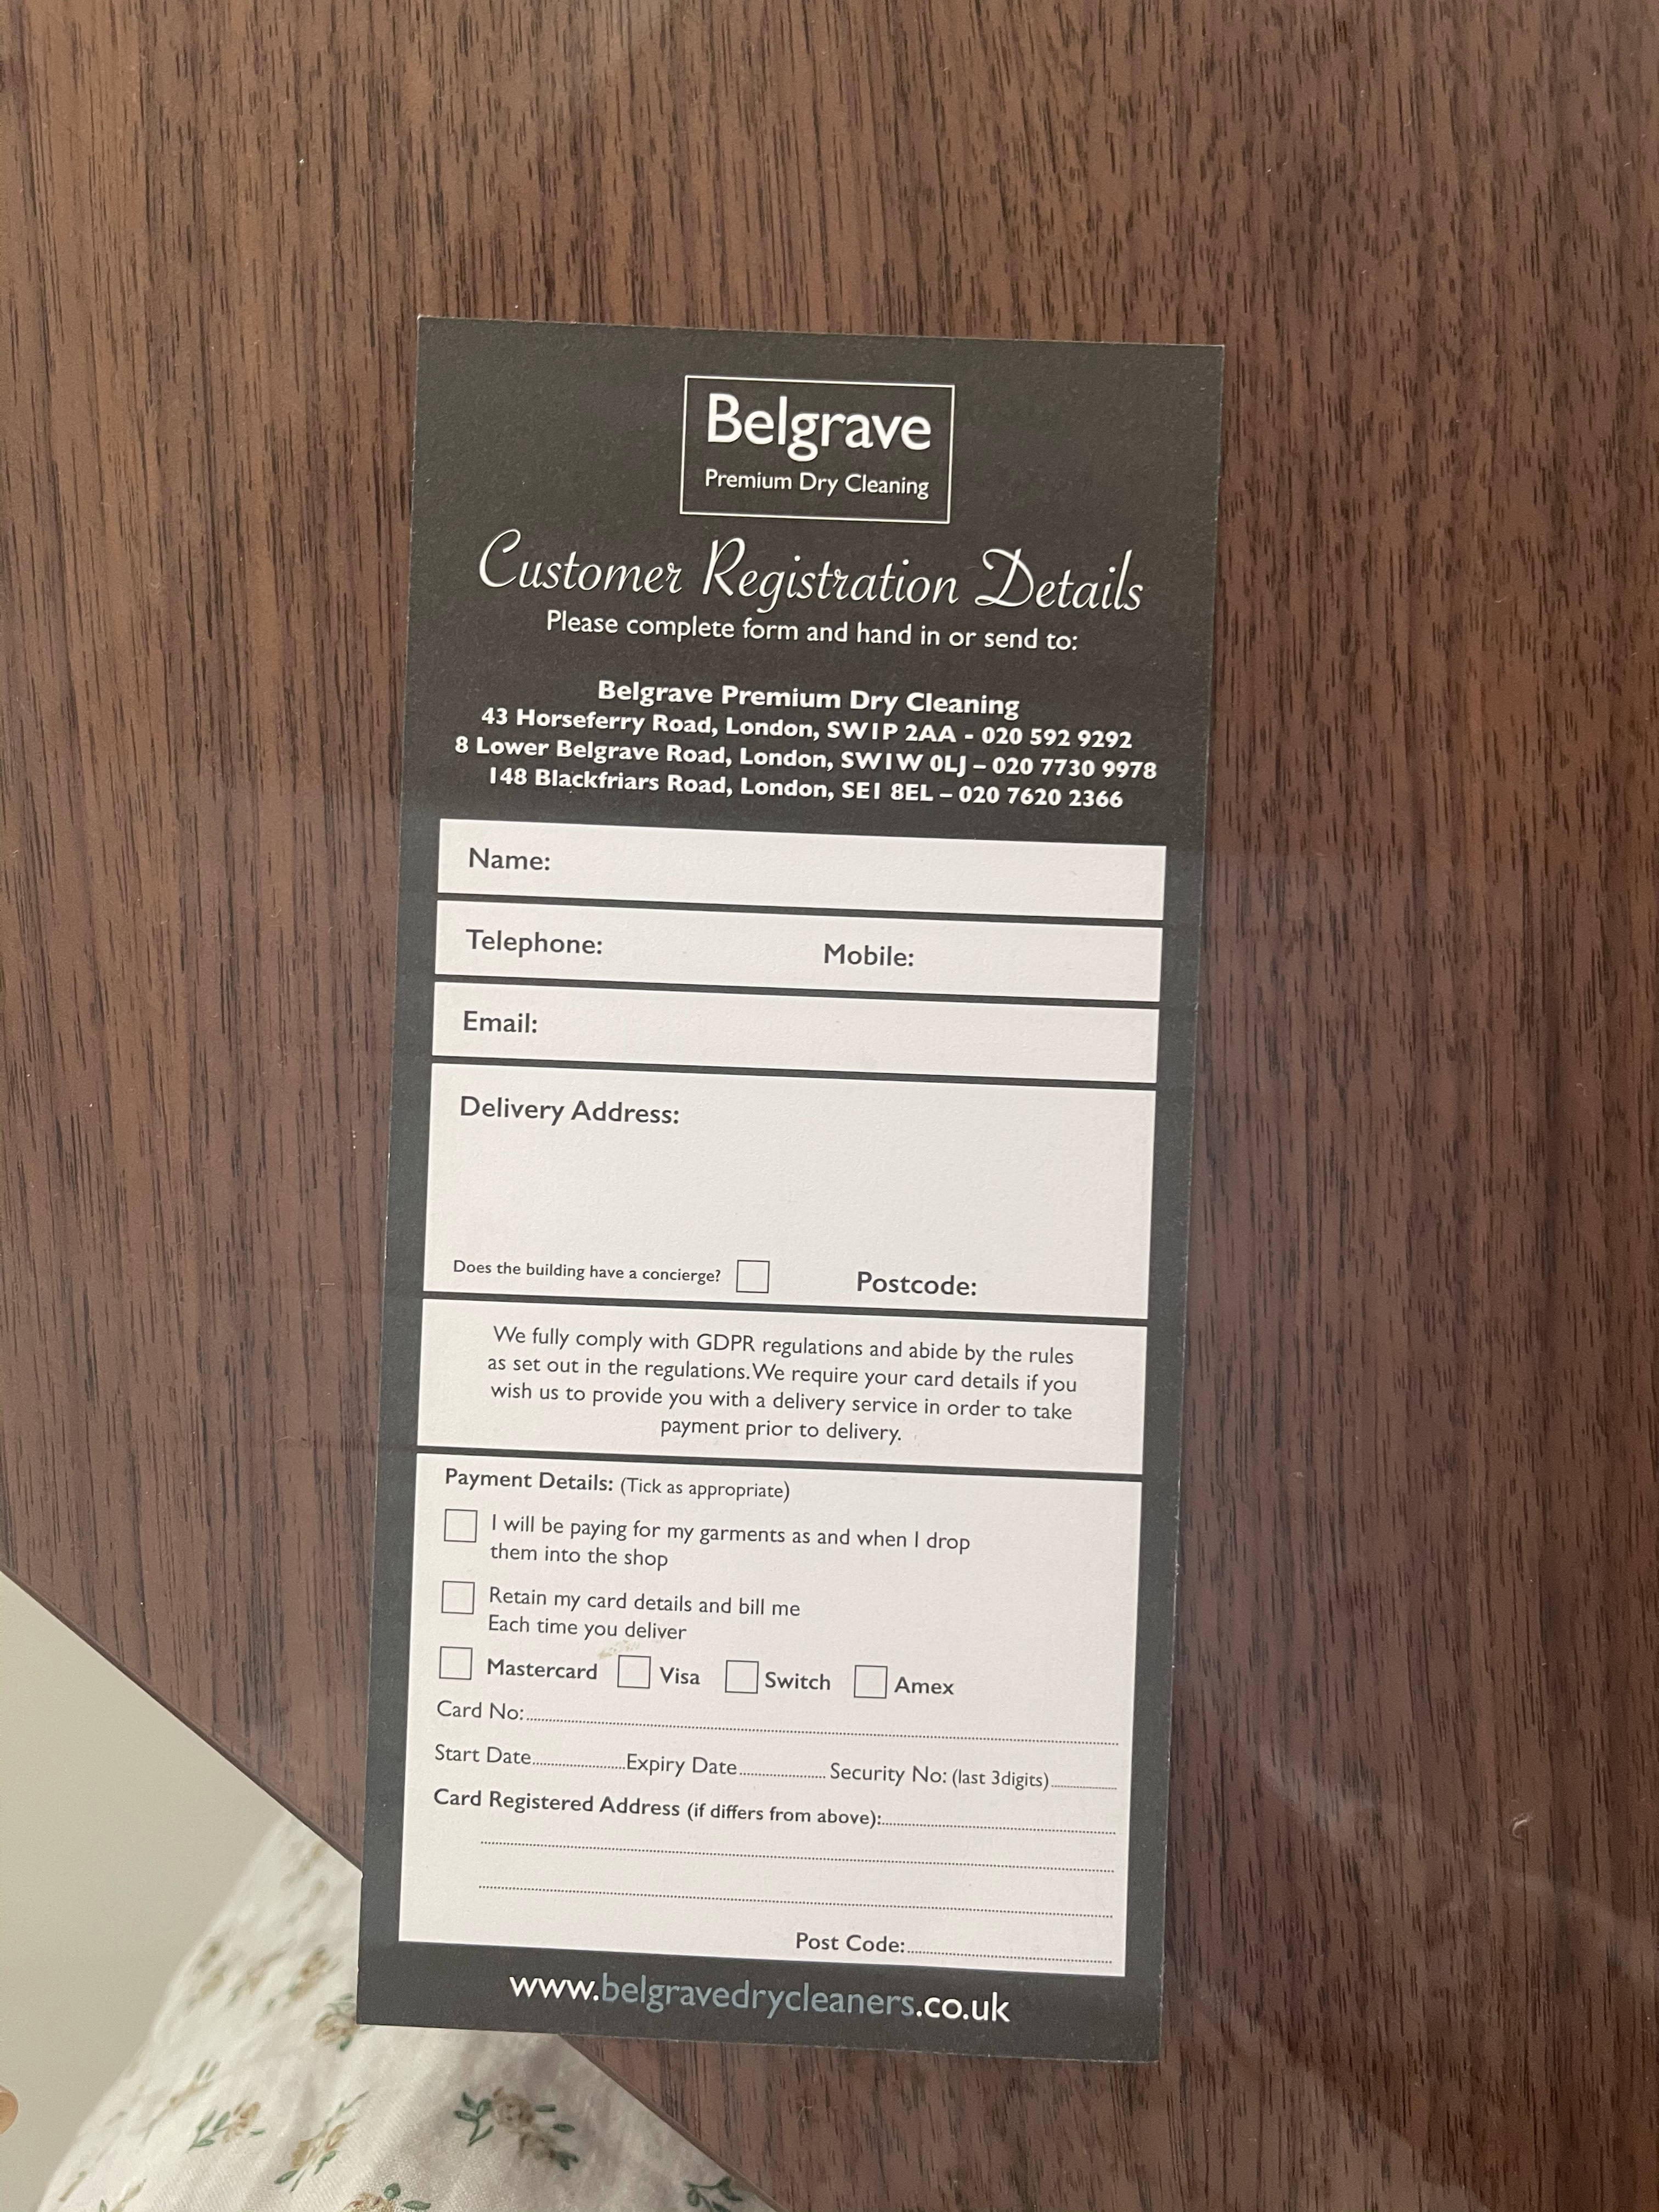 Belgrave
Premium Dry Cleaning
Customer Registration Details
Please complete form and hand in or send to:
Belgrave Premium Dry Cleaning
43 Horseferry Road, London, SW1P 2AA - 020 592 9292
8 Lower Belgrave Road, London, SW1W 0LJ – 020 7730 9978
148 Blackfriars Road, London, SE1 8EL – 020 7620 2366
Name:
Telephone: Mobile:
Email:
Delivery Address:
Does the building have a concierge? Postcode:
We fully comply with GDPR regulations and abide by the rules
as set out in the regulations. We require your card details if you
wish us to provide you with a delivery service in order to take
payment prior to delivery.
Payment Details: (Tick as appropriate)
I will be paying for my garments as and when I drop
them into the shop
Retain my card details and bill me
Each time you deliver
Mastercard Visa Switch Amex
Card No:
Start Date Expiry Date Security No: (last 3digits)
Card Registered Address (if differs from above):
Post Code:
www.belgravedrycleaners.co.uk